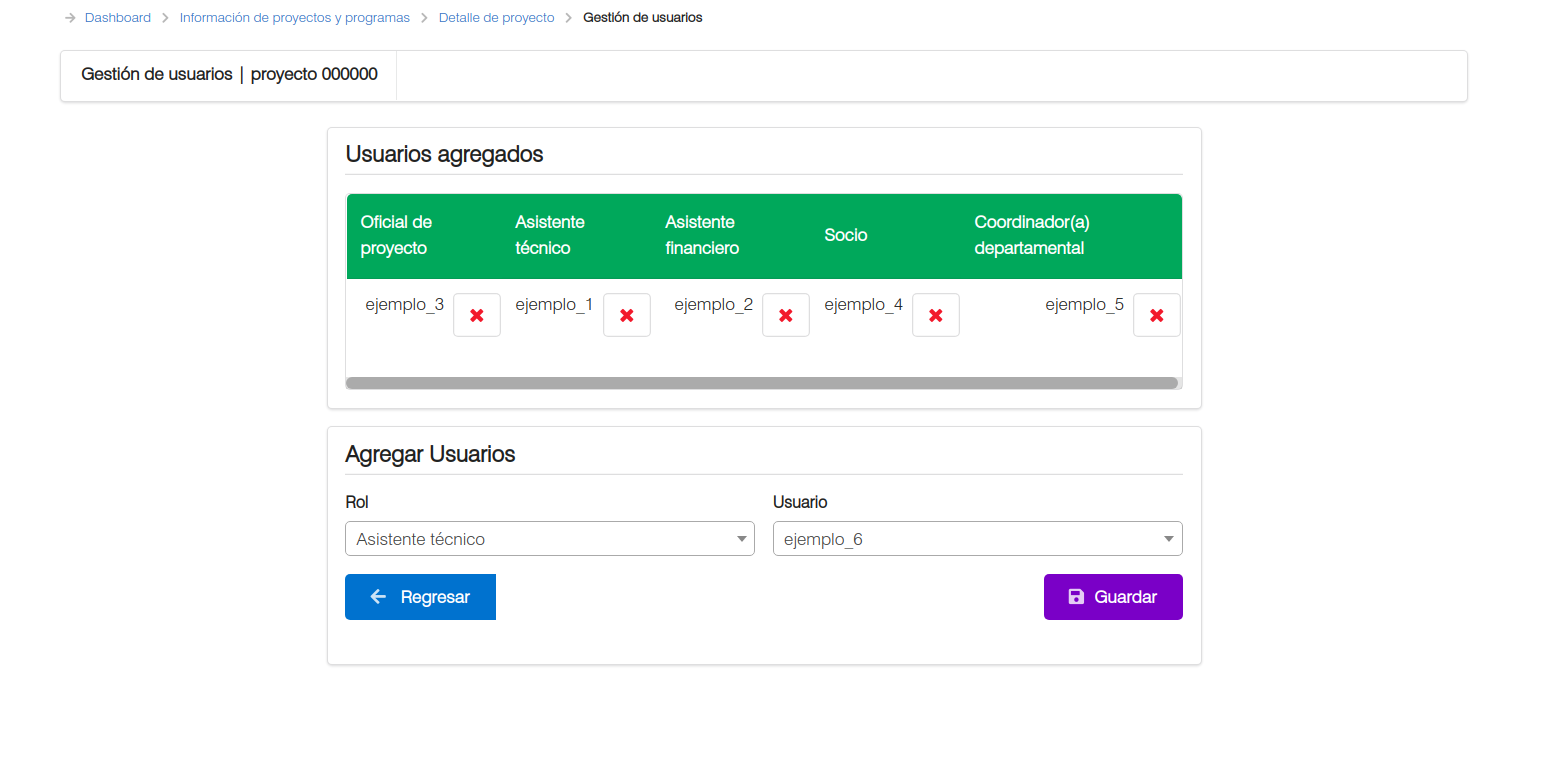 Dashboard > Información de proyectos y programas > Detalle de proyecto > Gestión de usuarios
Gestión de usuarios | proyecto 000000
Usuarios agregados
Oficial de proyecto Asistente técnico Asistente financiero Socio Coordinador(a) departamental
ejemplo_3 ejemplo_1 ejemplo_2 ejemplo_4 ejemplo_5
Agregar Usuarios
Rol Usuario
Asistente técnico ejemplo_6
Regresar Guardar